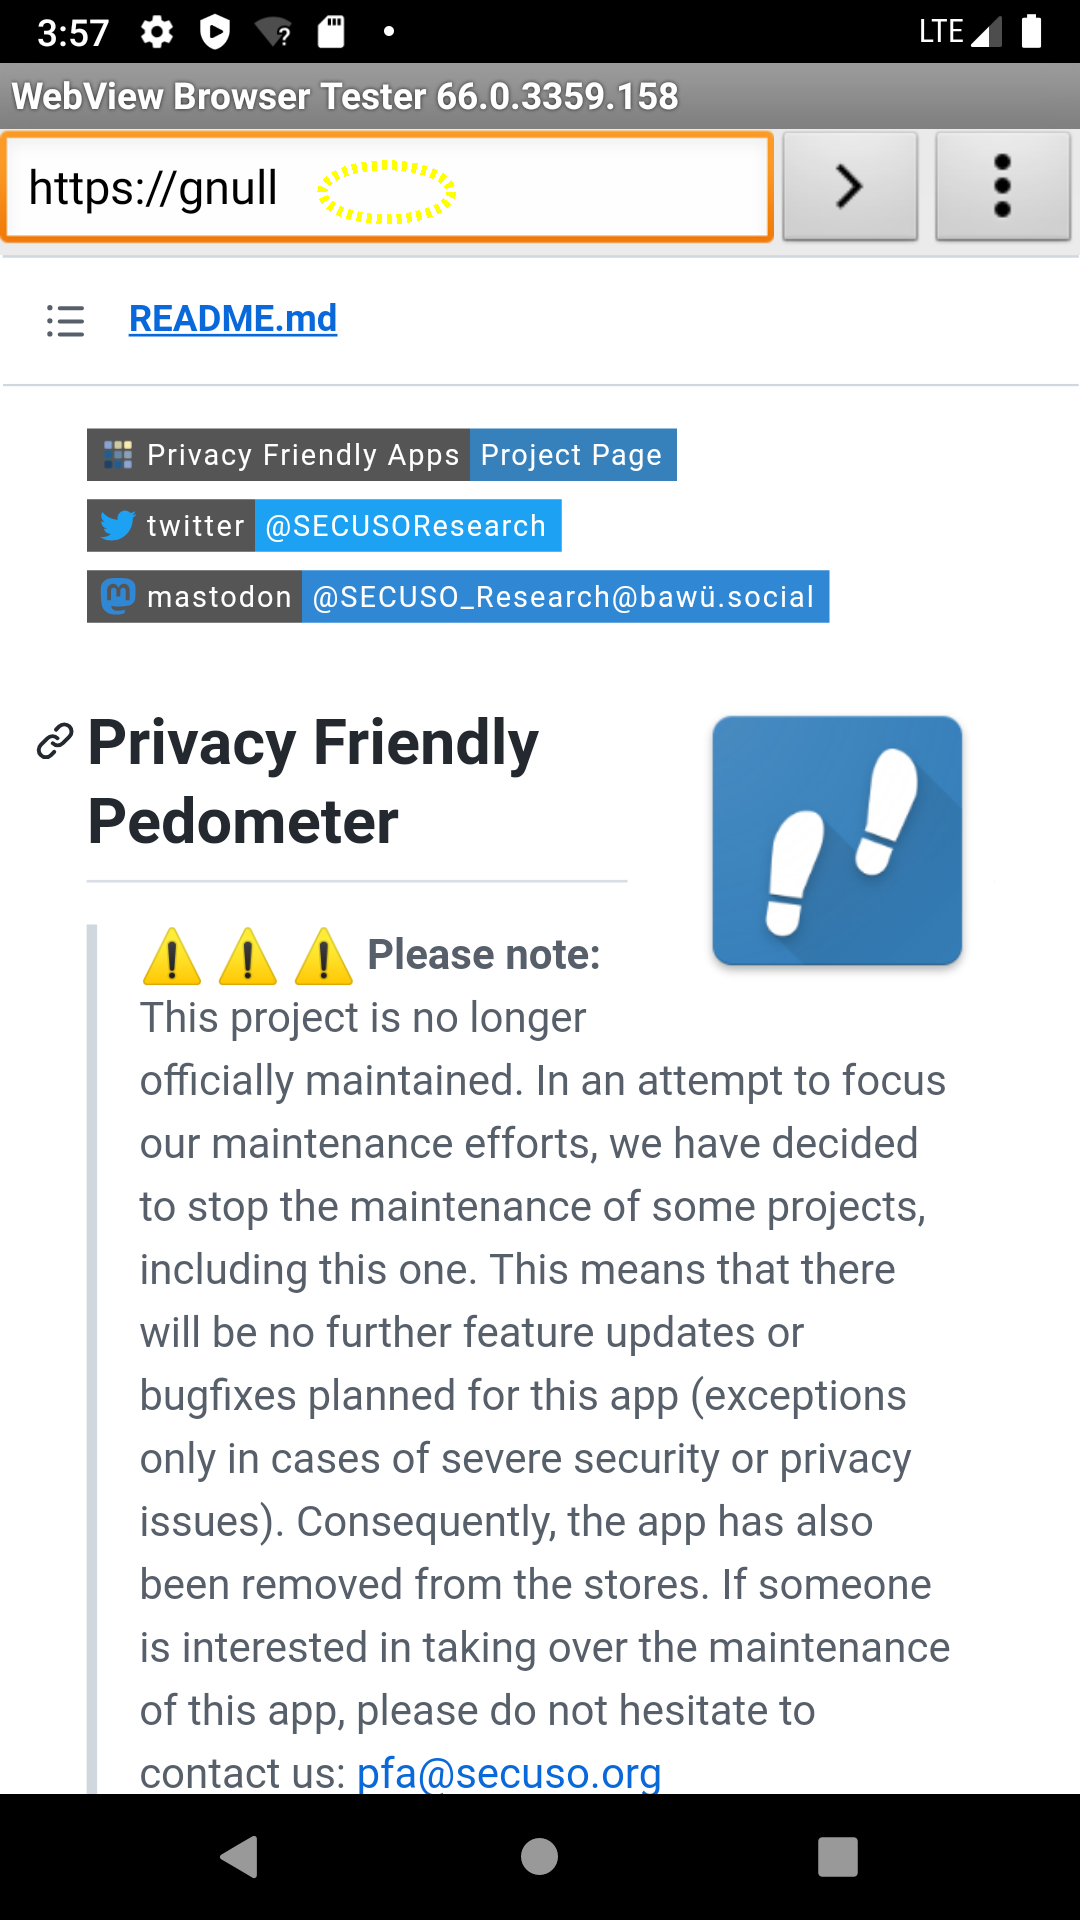 3:57
LTE
WebView Browser Tester 66.0.3359.158
https://gnull
README.md
Privacy Friendly Apps Project Page
twitter @SECUSOResearch
mastodon @SECUSO_Research@bawü.social
Privacy Friendly
Pedometer
Please note:
This project is no longer
officially maintained. In an attempt to focus
our maintenance efforts, we have decided
to stop the maintenance of some projects,
including this one. This means that there
will be no further feature updates or
bugfixes planned for this app (exceptions
only in cases of severe security or privacy
issues). Consequently, the app has also
been removed from the stores. If someone
is interested in taking over the maintenance
of this app, please do not hesitate to
contact us: pfa@secuso.org